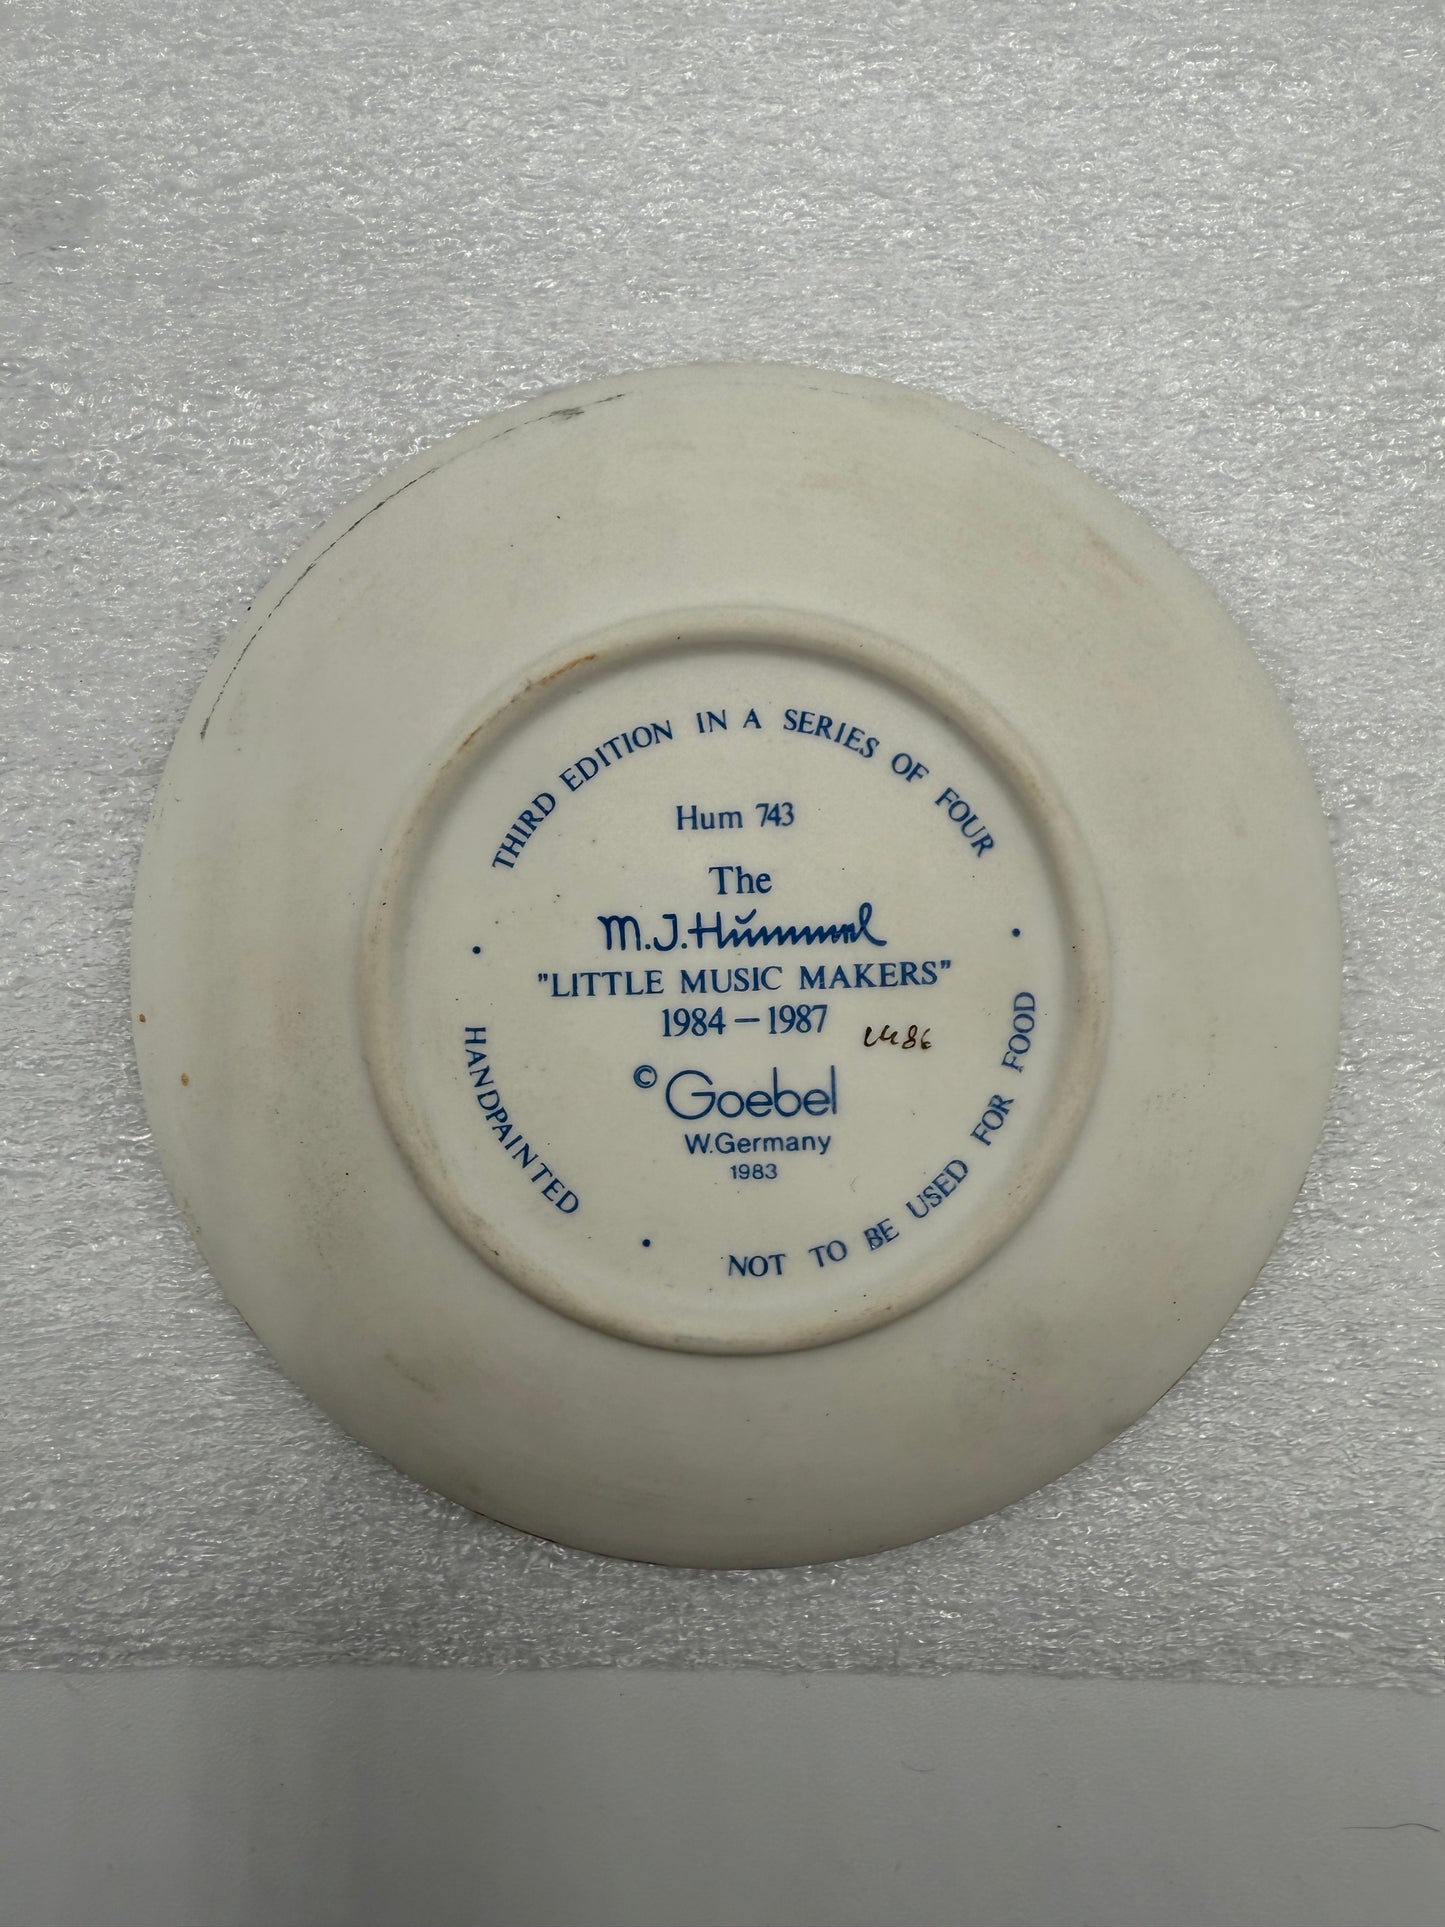 THIRD EDITION IN A SERIES OF FOUR
Hum 743
The
M.J.Hummel
"LITTLE MUSIC MAKERS"
1984 – 1987
86
© Goebel
W.Germany
1983
HANDPAINTED
NOT TO BE USED FOR FOOD